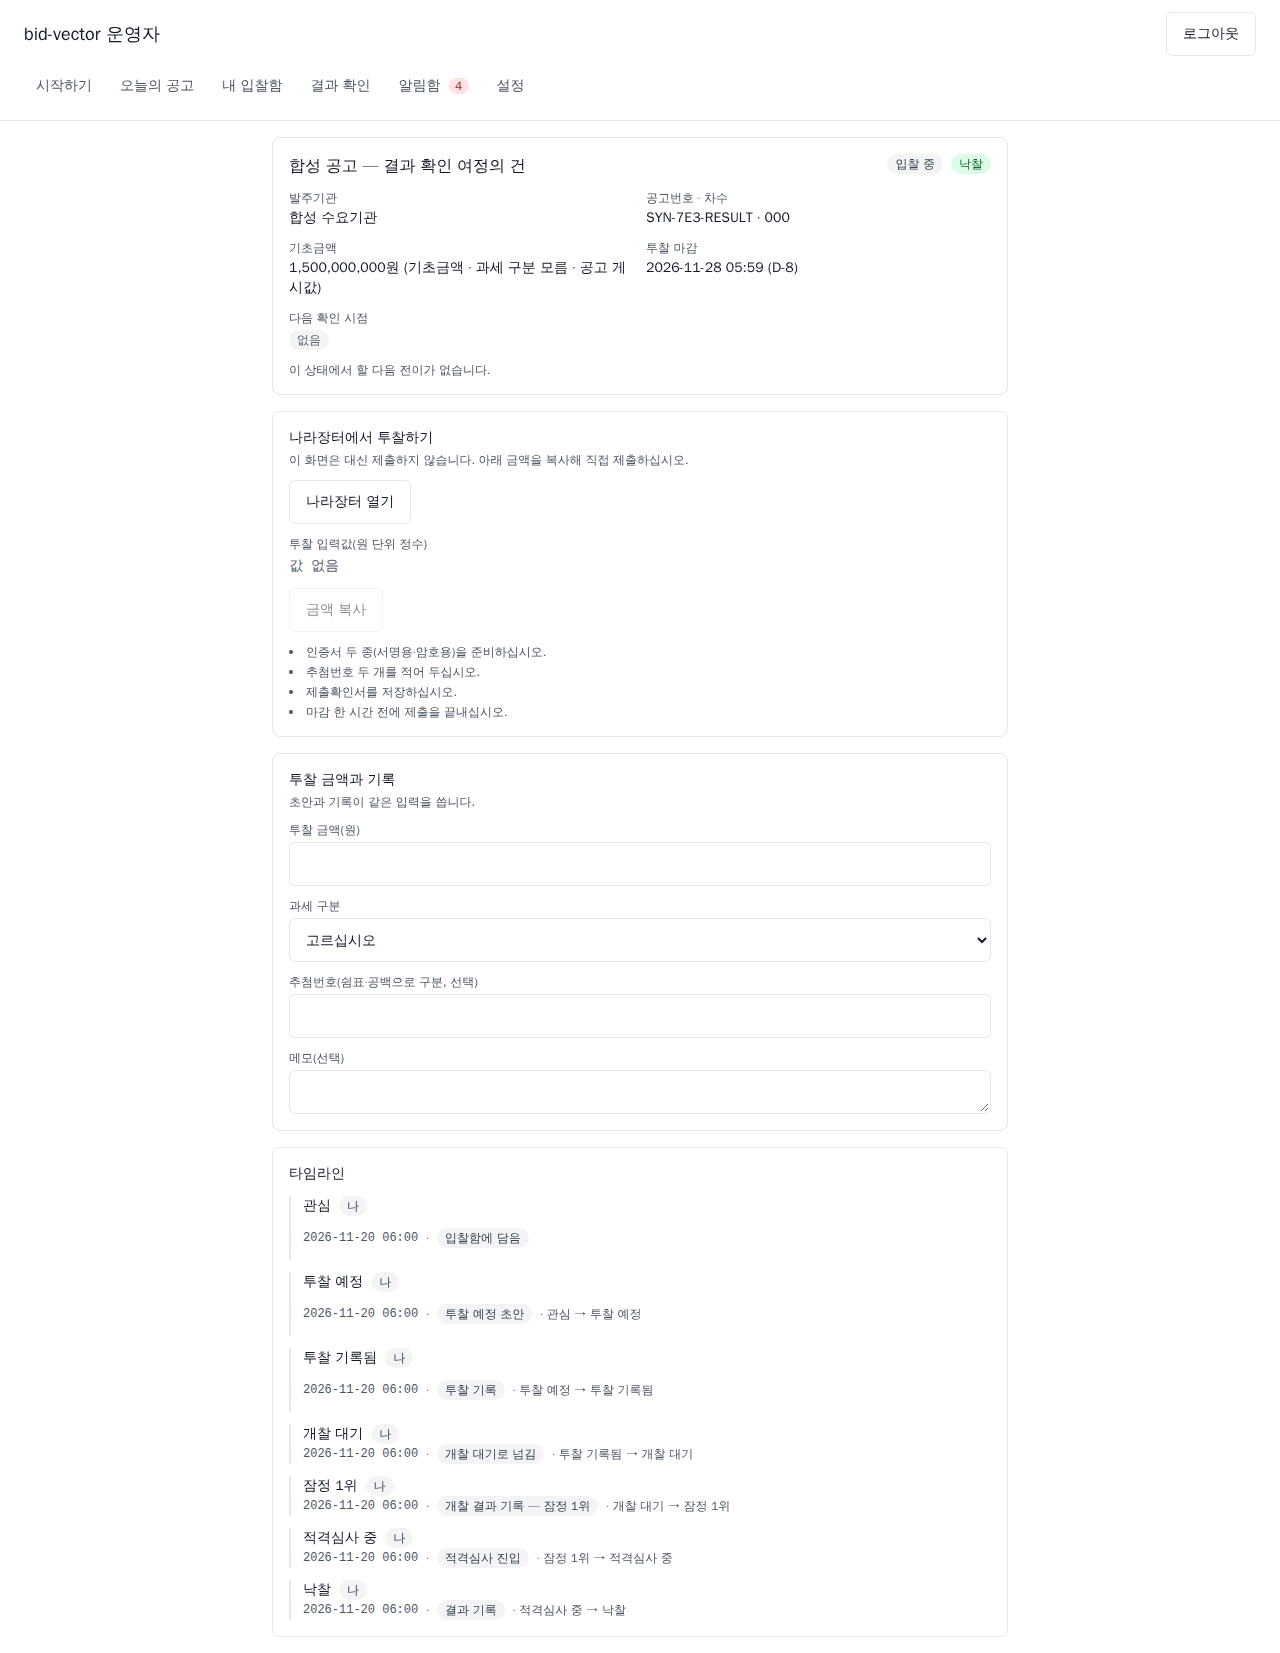 bid-vector 운영자
로그아웃
시작하기 오늘의 공고 내 입찰함 결과 확인 알림함 4 설정
합성 공고 — 결과 확인 여정의 건
입찰 중 낙찰
발주기관
합성 수요기관
공고번호 · 차수
SYN-7E3-RESULT · 000
기초금액
1,500,000,000원 (기초금액 · 과세 구분 모름 · 공고 게
시값)
투찰 마감
2026-11-28 05:59 (D-8)
다음 확인 시점
없음
이 상태에서 할 다음 전이가 없습니다.
나라장터에서 투찰하기
이 화면은 대신 제출하지 않습니다. 아래 금액을 복사해 직접 제출하십시오.
나라장터 열기
투찰 입력값(원 단위 정수)
값 없음
금액 복사
• 인증서 두 종(서명용·암호용)을 준비하십시오.
• 추첨번호 두 개를 적어 두십시오.
• 제출확인서를 저장하십시오.
• 마감 한 시간 전에 제출을 끝내십시오.
투찰 금액과 기록
초안과 기록이 같은 입력을 씁니다.
투찰 금액(원)
과세 구분
고르십시오
추첨번호(쉼표·공백으로 구분, 선택)
메모(선택)
타임라인
관심 나
2026-11-20 06:00 · 입찰함에 담음
투찰 예정 나
2026-11-20 06:00 · 투찰 예정 초안 · 관심 → 투찰 예정
투찰 기록됨 나
2026-11-20 06:00 · 투찰 기록 · 투찰 예정 → 투찰 기록됨
개찰 대기 나
2026-11-20 06:00 · 개찰 대기로 넘김 · 투찰 기록됨 → 개찰 대기
잠정 1위 나
2026-11-20 06:00 · 개찰 결과 기록 — 잠정 1위 · 개찰 대기 → 잠정 1위
적격심사 중 나
2026-11-20 06:00 · 적격심사 진입 · 잠정 1위 → 적격심사 중
낙찰 나
2026-11-20 06:00 · 결과 기록 · 적격심사 중 → 낙찰